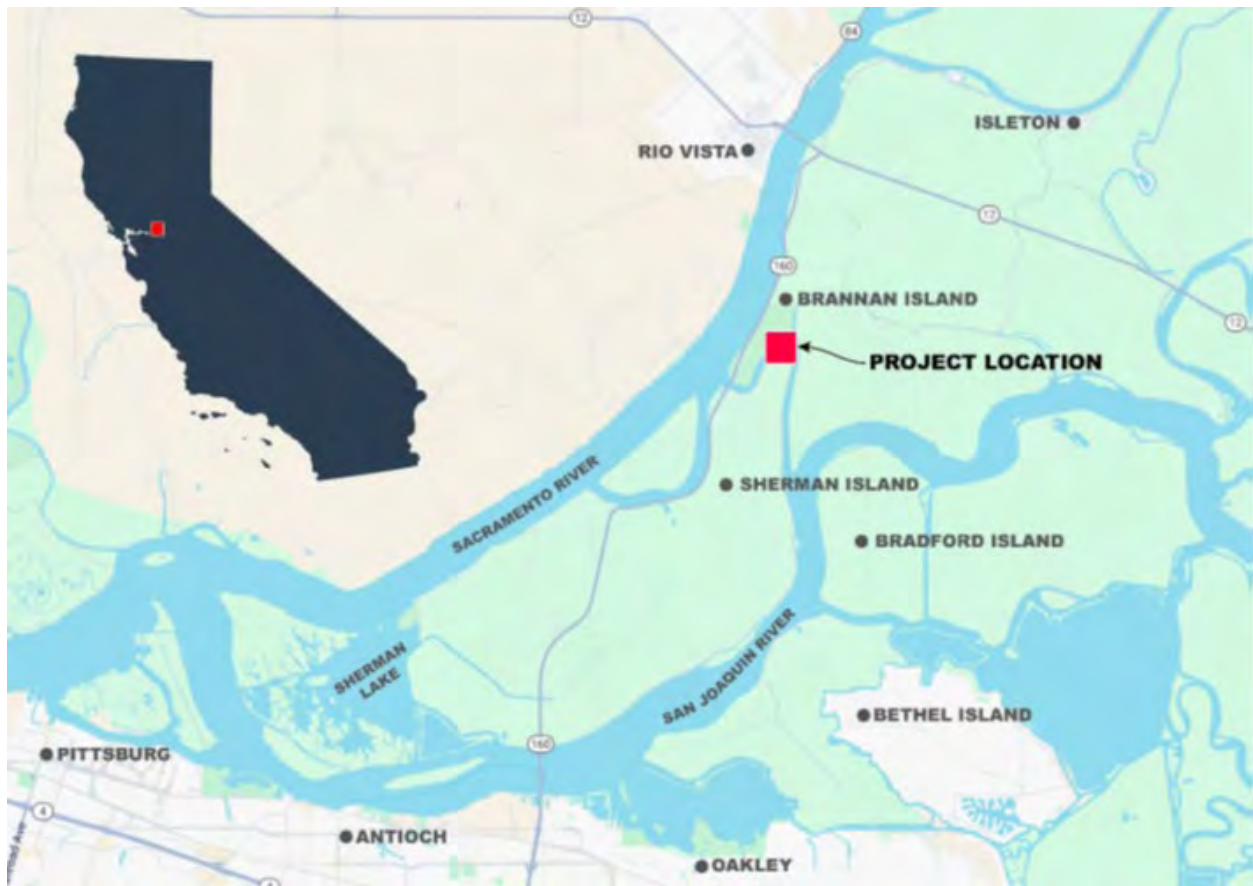 12
84
ISLETON
RIO VISTA
12
160
BRANNAN ISLAND
12
PROJECT LOCATION
SACRAMENTO RIVER
SHERMAN ISLAND
BRADFORD ISLAND
SHERMAN
LAKE
SAN JOAQUIN RIVER
BETHEL ISLAND
160
PITTSBURG
4
ANTIOCH
OAKLEY